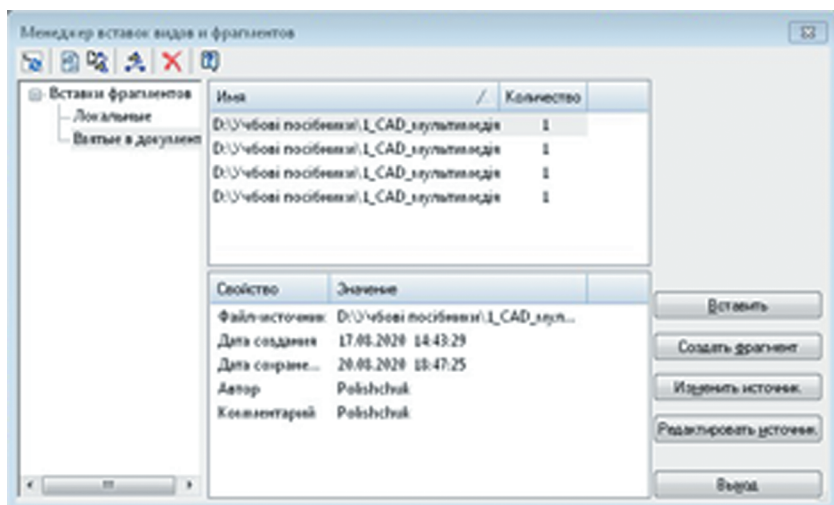 Менеджер вставок видов и фрагментов
Вставки фрагментов
Локальные
Взятые в документ
Имя Количество
D:\Учбові посібники\1_CAD_мультимедія 1
D:\Учбові посібники\1_CAD_мультимедія 1
D:\Учбові посібники\1_CAD_мультимедія 1
D:\Учбові посібники\1_CAD_мультимедія 1
Свойство Значение
Файл-источник D:\Учбові посібники\1_CAD_мул...
Дата создания 17.08.2020 14:43:29
Дата сохране... 20.08.2020 18:47:25
Автор Polishchuk
Комментарий Polishchuk
Вставить
Создать фрагмент
Изменить источник.
Редактировать источник.
Выход